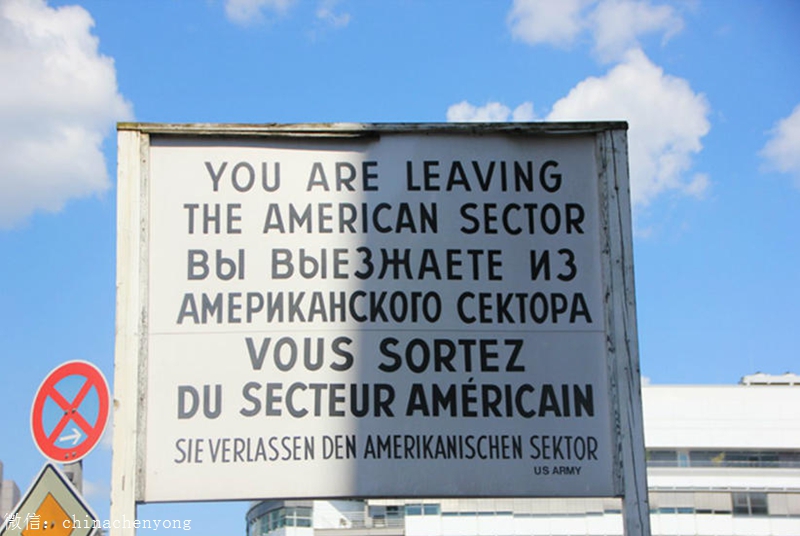 YOU ARE LEAVING
THE AMERICAN SECTOR
ВЫ ВЫЕЗЖАЕТЕ ИЗ
АМЕРИКАНСКОГО СЕКТОРА
VOUS SORTEZ
DU SECTEUR AMÉRICAIN
SIE VERLASSEN DEN AMERIKANISCHEN SEKTOR
US ARMY
微信：chinachenyong